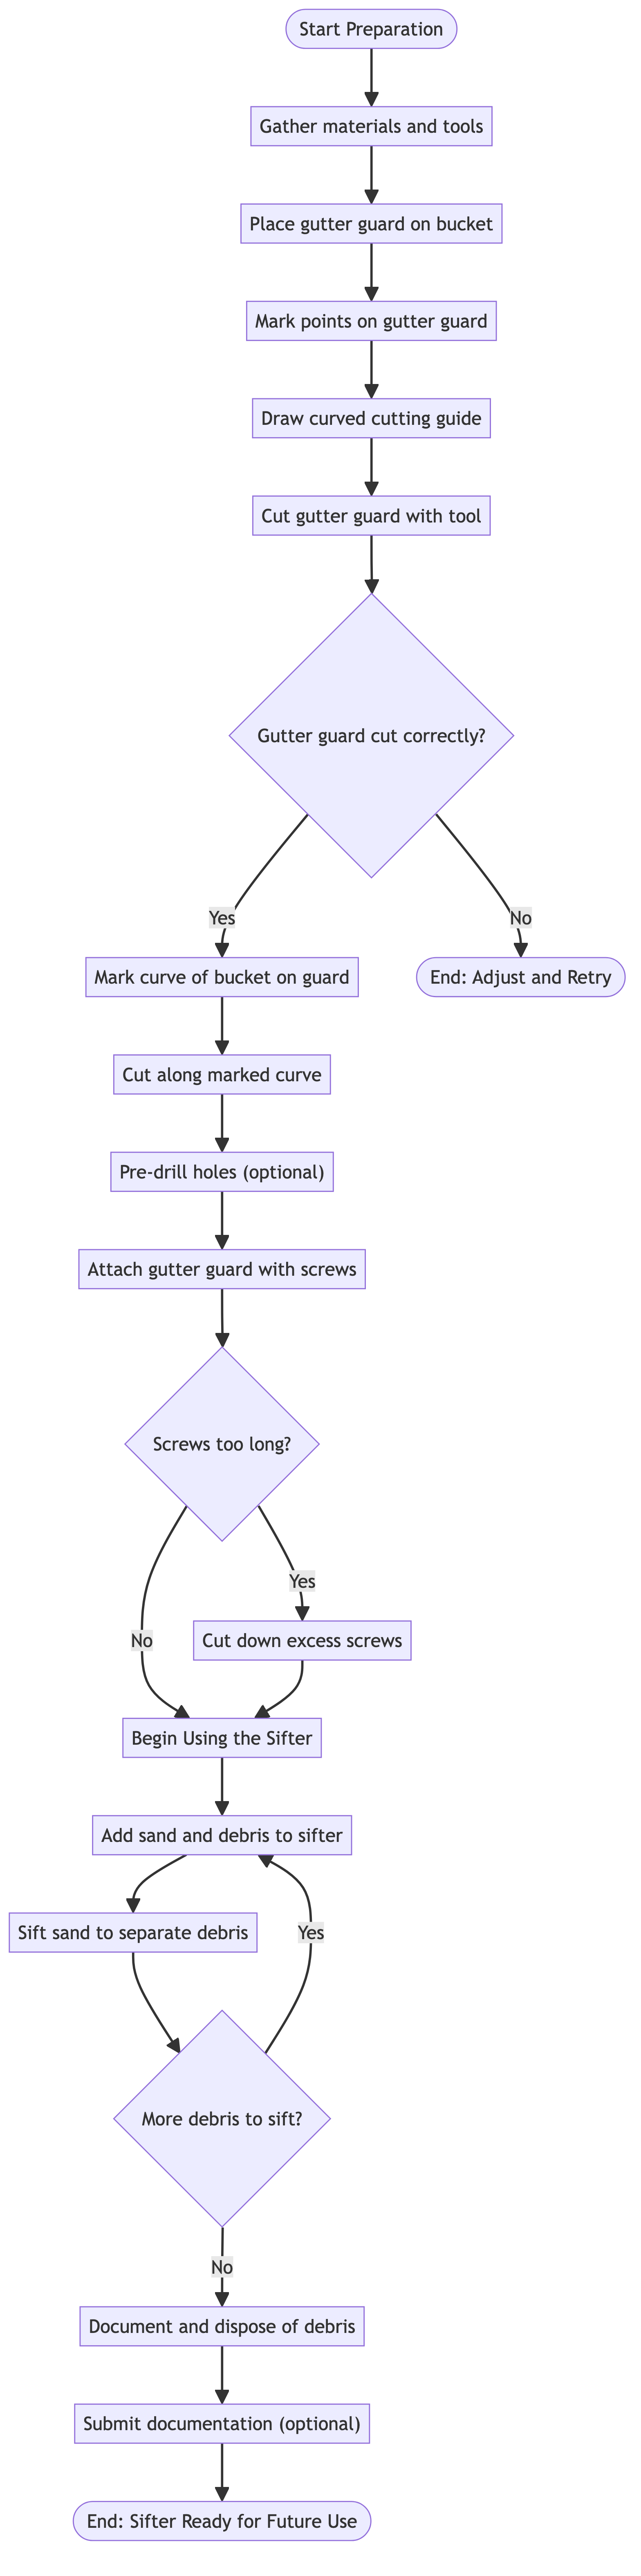 Start Preparation
Gather materials and tools
Place gutter guard on bucket
Mark points on gutter guard
Draw curved cutting guide
Cut gutter guard with tool
Gutter guard cut correctly?
Yes
No
Mark curve of bucket on guard
End: Adjust and Retry
Cut along marked curve
Pre-drill holes (optional)
Attach gutter guard with screws
Screws too long?
Yes
No
Cut down excess screws
Begin Using the Sifter
Add sand and debris to sifter
Sift sand to separate debris
Yes
More debris to sift?
No
Document and dispose of debris
Submit documentation (optional)
End: Sifter Ready for Future Use